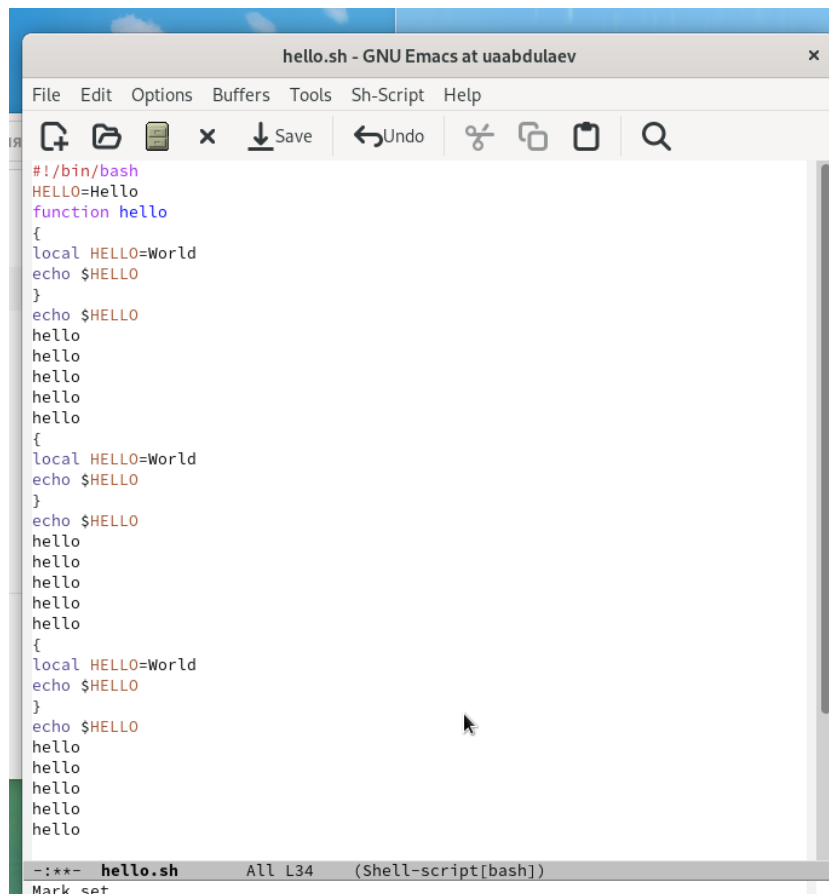 hello.sh - GNU Emacs at uaabdulaev
File Edit Options Buffers Tools Sh-Script Help
Save Undo
ия
#!/bin/bash
HELLO=Hello
function hello
{
local HELLO=World
echo $HELLO
}
echo $HELLO
hello
hello
hello
hello
hello
{
local HELLO=World
echo $HELLO
}
echo $HELLO
hello
hello
hello
hello
hello
{
local HELLO=World
echo $HELLO
}
echo $HELLO
hello
hello
hello
hello
hello
-:**- hello.sh All L34 (Shell-script[bash])
Mark set